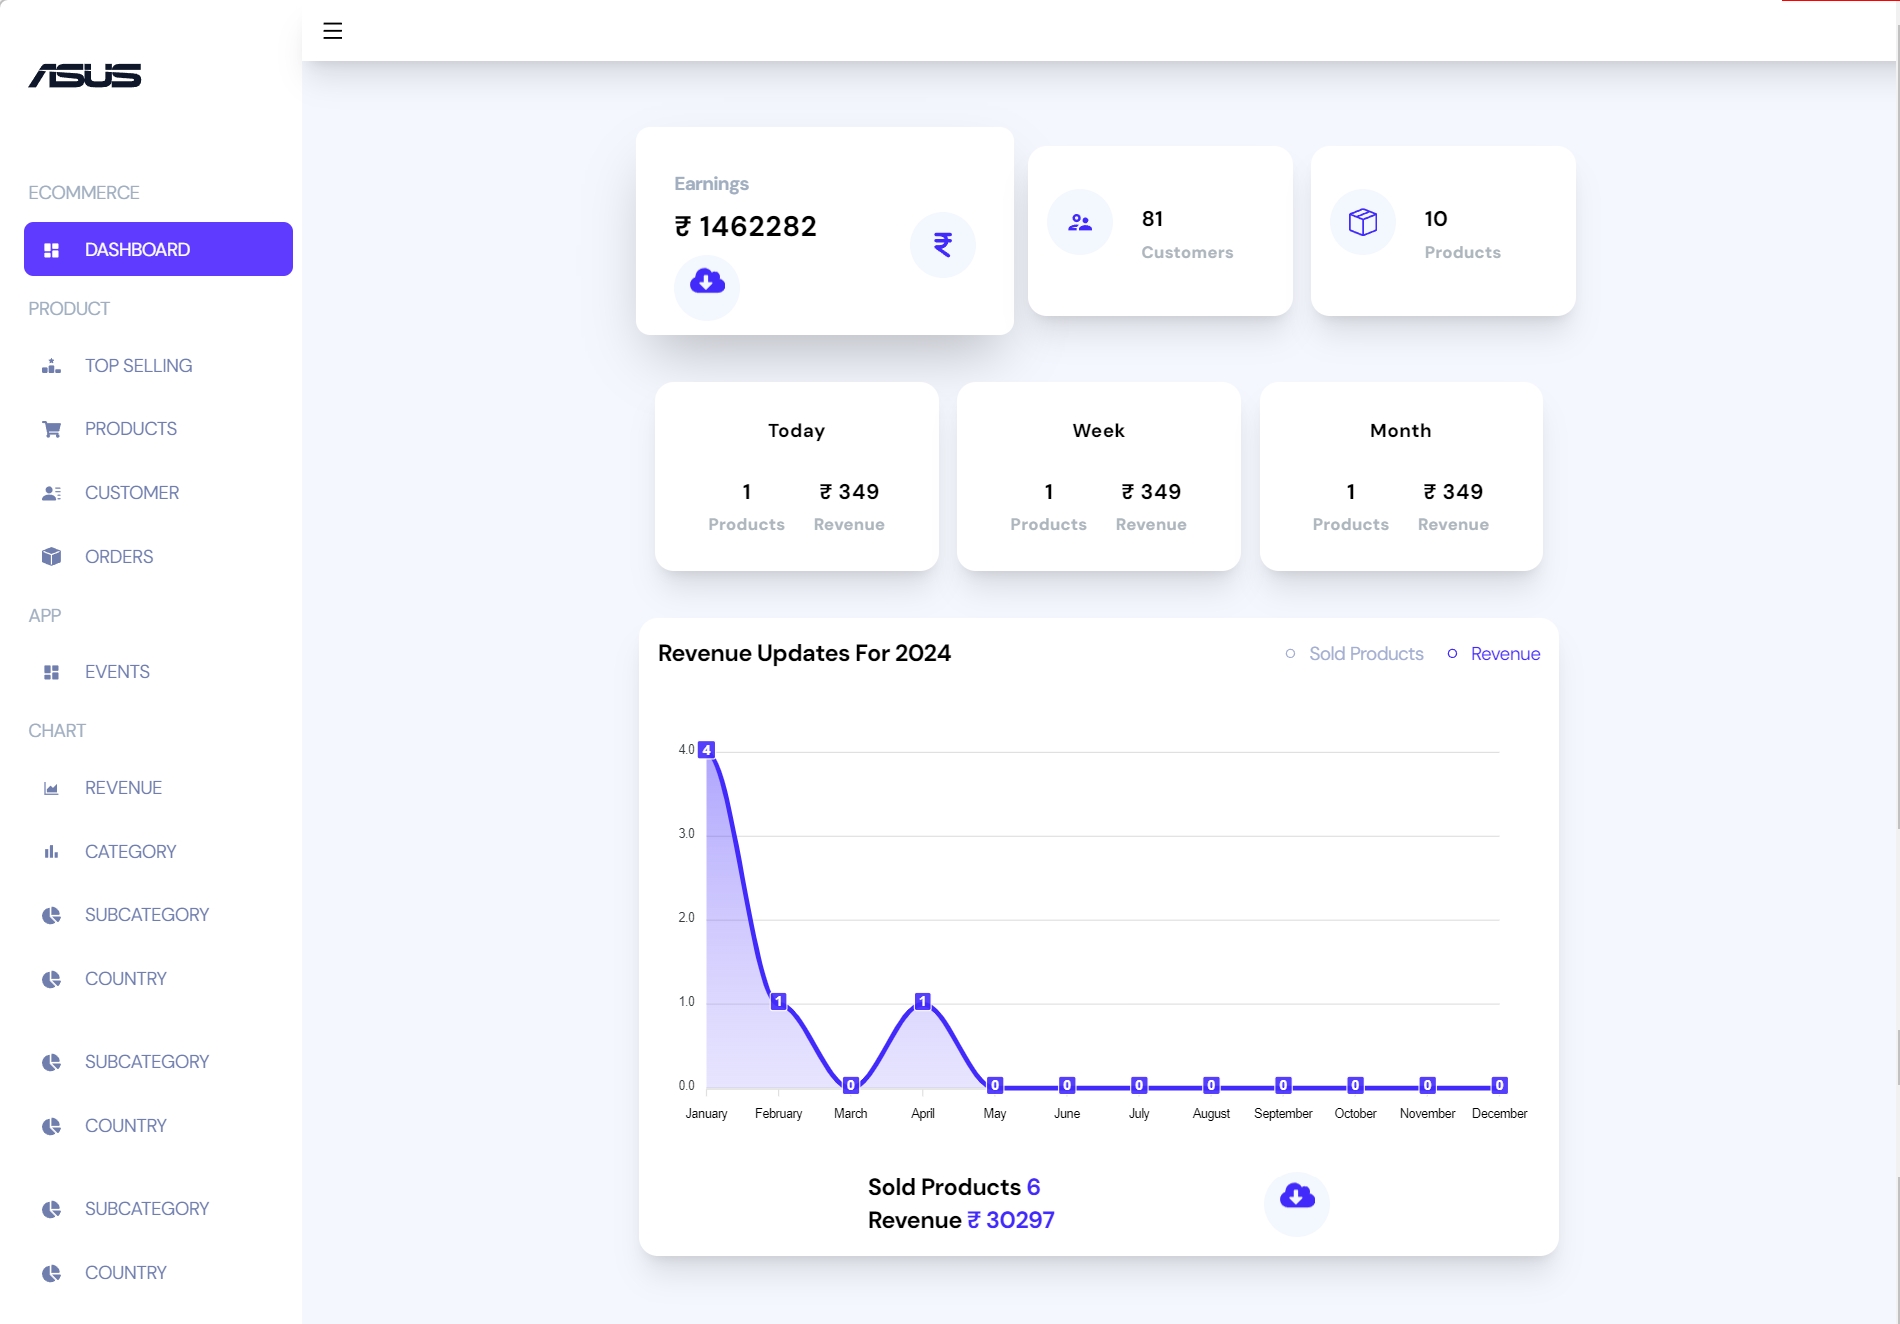 ASUS
ECOMMERCE
DASHBOARD
PRODUCT
TOP SELLING
PRODUCTS
CUSTOMER
ORDERS
APP
EVENTS
CHART
REVENUE
CATEGORY
SUBCATEGORY
COUNTRY
SUBCATEGORY
COUNTRY
SUBCATEGORY
COUNTRY
Earnings
₹ 1462282
₹
81
Customers
10
Products
Today
1 ₹ 349
Products Revenue
Week
1 ₹ 349
Products Revenue
Month
1 ₹ 349
Products Revenue
Revenue Updates For 2024
Sold Products Revenue
4.0
3.0
2.0
1.0
0.0
4 1 0 1 0 0 0 0 0 0 0 0
January February March April May June July August September October November December
Sold Products 6
Revenue ₹ 30297